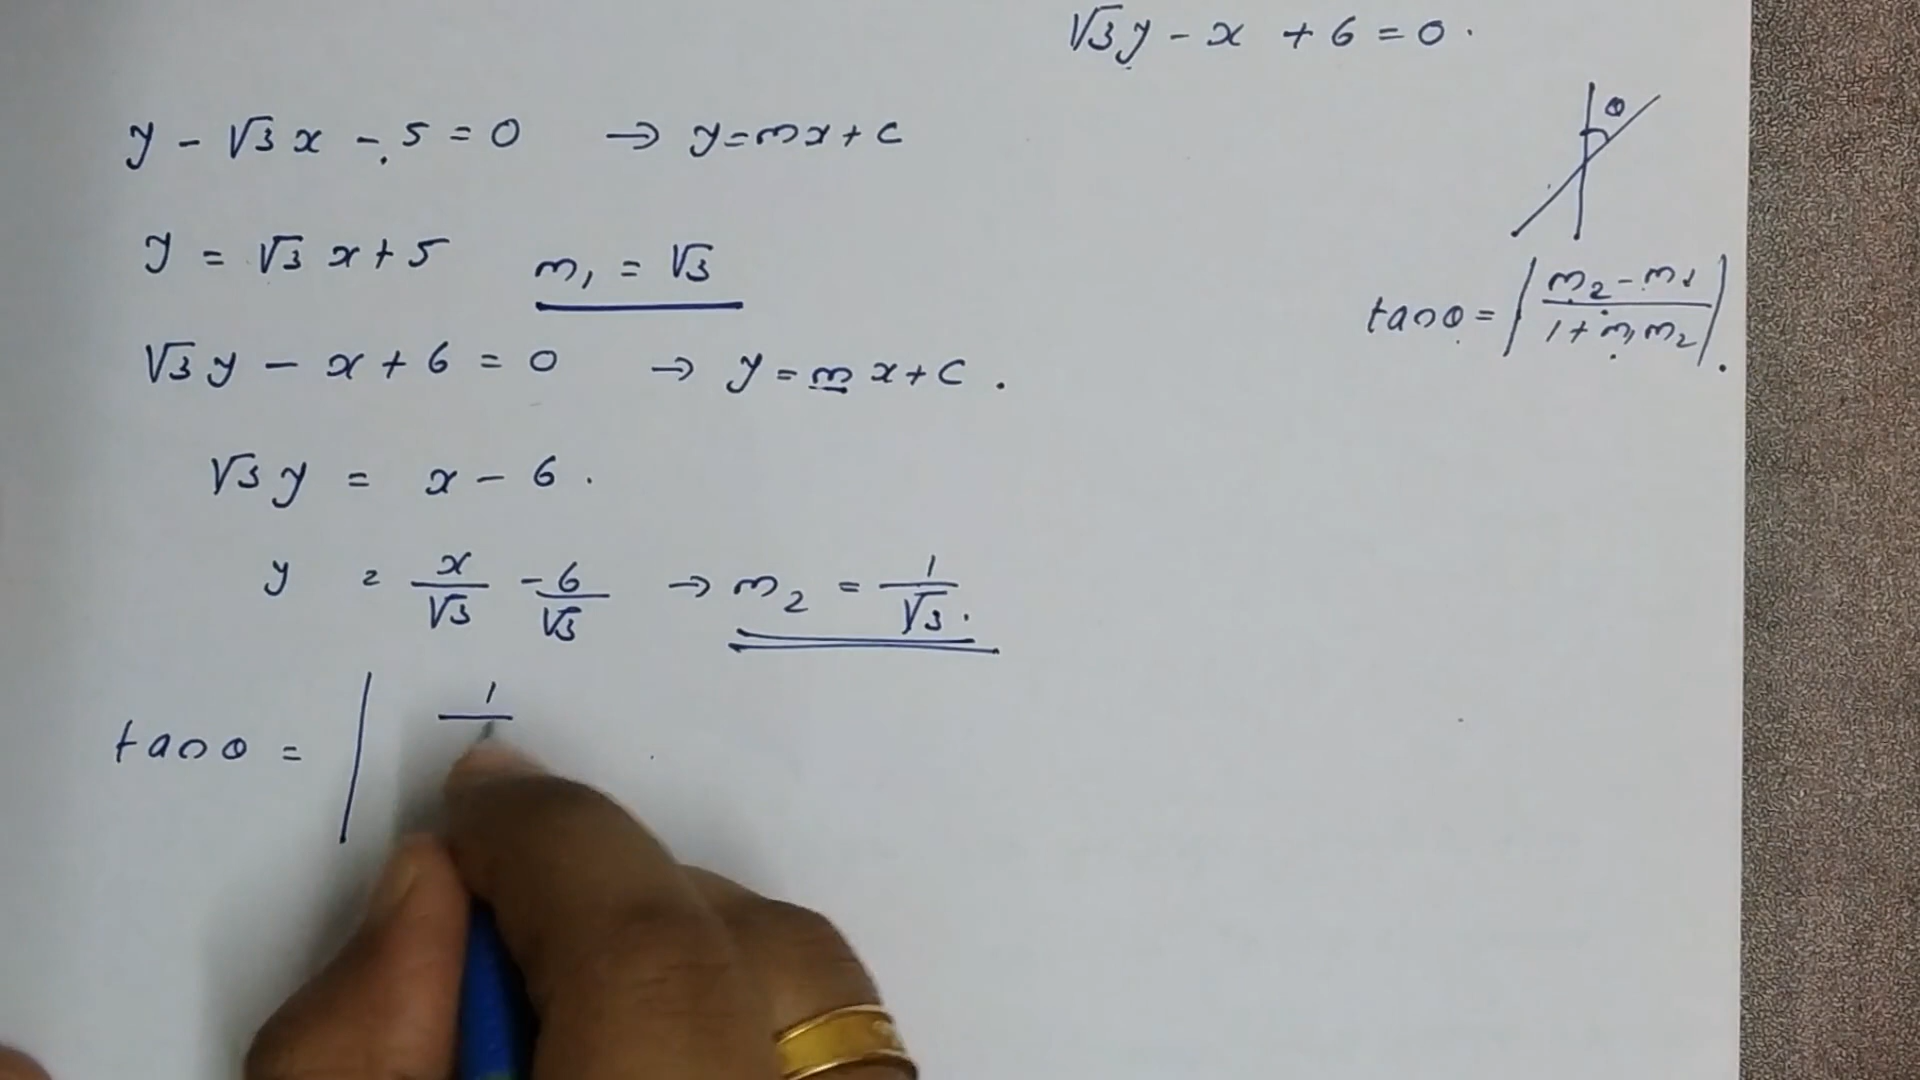 √3y - x + 6 = 0.
y - √3x - 5 = 0 → y = mx + c
θ
y = √3x + 5 m₁ = √3
tanθ = |(m₂ - m₁)/(1 + m₁m₂)|.
√3y - x + 6 = 0 → y = mx + c.
√3y = x - 6.
y = x/√3 - 6/√3 → m₂ = 1/√3.
tanθ = | 1/